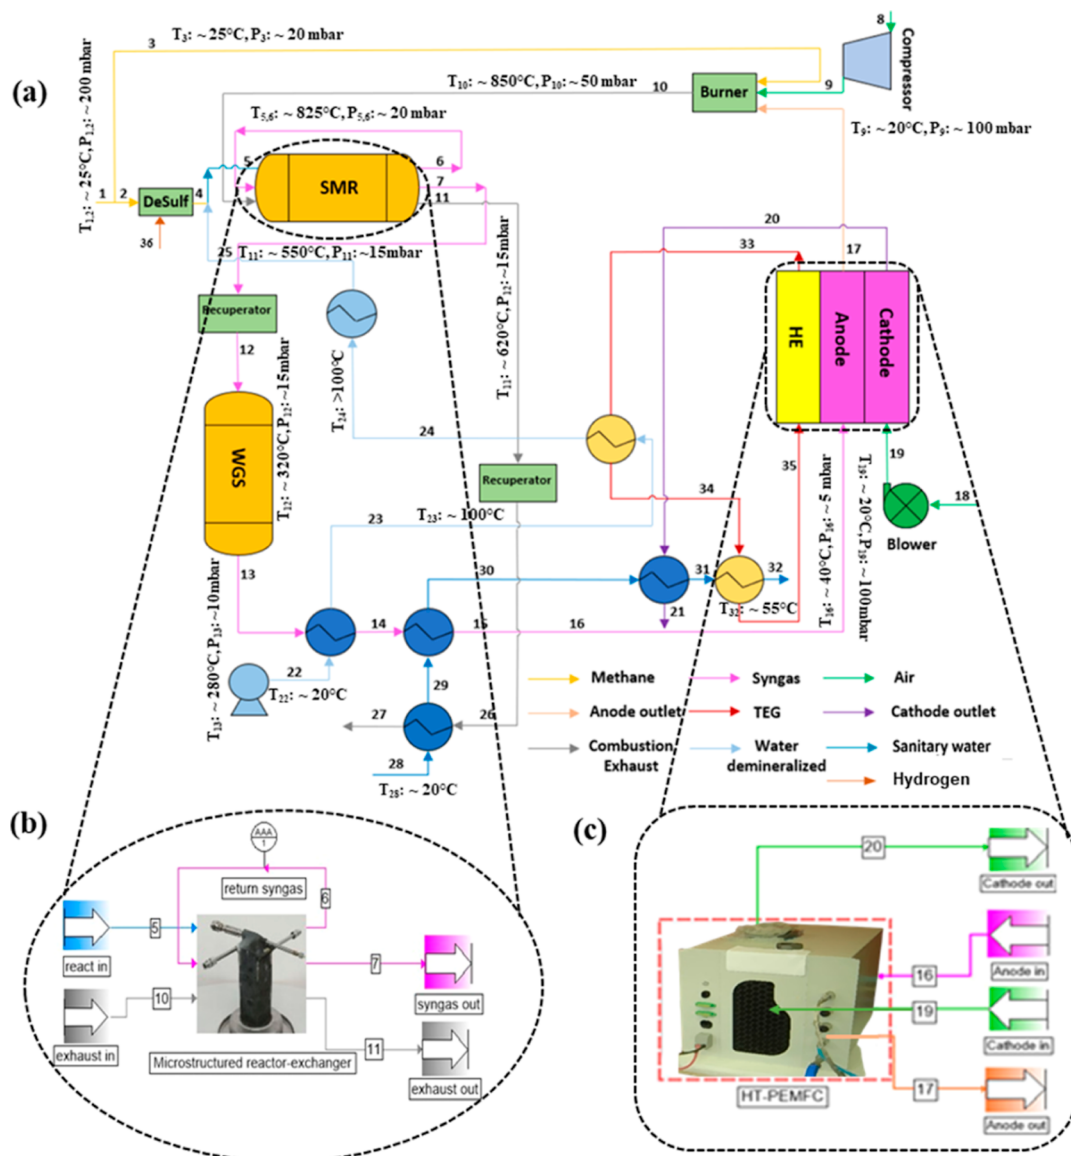 (a)
3
T3: ~ 25°C, P3: ~ 20 mbar
8
Compressor
T1,2: ~ 25°C, P1,2: ~ 200 mbar
T10: ~ 850°C, P10: ~ 50 mbar
10
Burner
9
T5,6: ~ 825°C, P5,6: ~ 20 mbar
T9: ~ 20°C, P9: ~ 100 mbar
5
6
SMR
7
11
1
2
DeSulf
4
36
25
T11: ~ 550°C, P11: ~15mbar
20
33
17
Recuperator
12
T12: ~ 320°C, P12: ~15mbar
T24: >100°C
T11: ~ 620°C, P12: ~ 15mbar
HE
Anode
Cathode
WGS
24
Recuperator
35
19
34
18
Blower
T16: ~ 40°C, P16: ~ 5 mbar
T19: ~ 20°C, P19: ~ 100mbar
23
T23: ~ 100°C
13
30
31
32
21
T32: ~ 55°C
14
15
16
T13: ~ 280°C, P13: ~10mbar
22
T22: ~ 20°C
29
27
26
28
T28: ~ 20°C
Methane
Syngas
Air
Anode outlet
TEG
Cathode outlet
Combustion
Exhaust
Water
demineralized
Sanitary water
Hydrogen
(b)
AAA
1
return syngas
6
5
react in
7
syngas out
10
exhaust in
11
exhaust out
Microstructured reactor-exchanger
(c)
20
Cathode out
16
Anode in
19
Cathode in
17
Anode out
HT-PEMFC